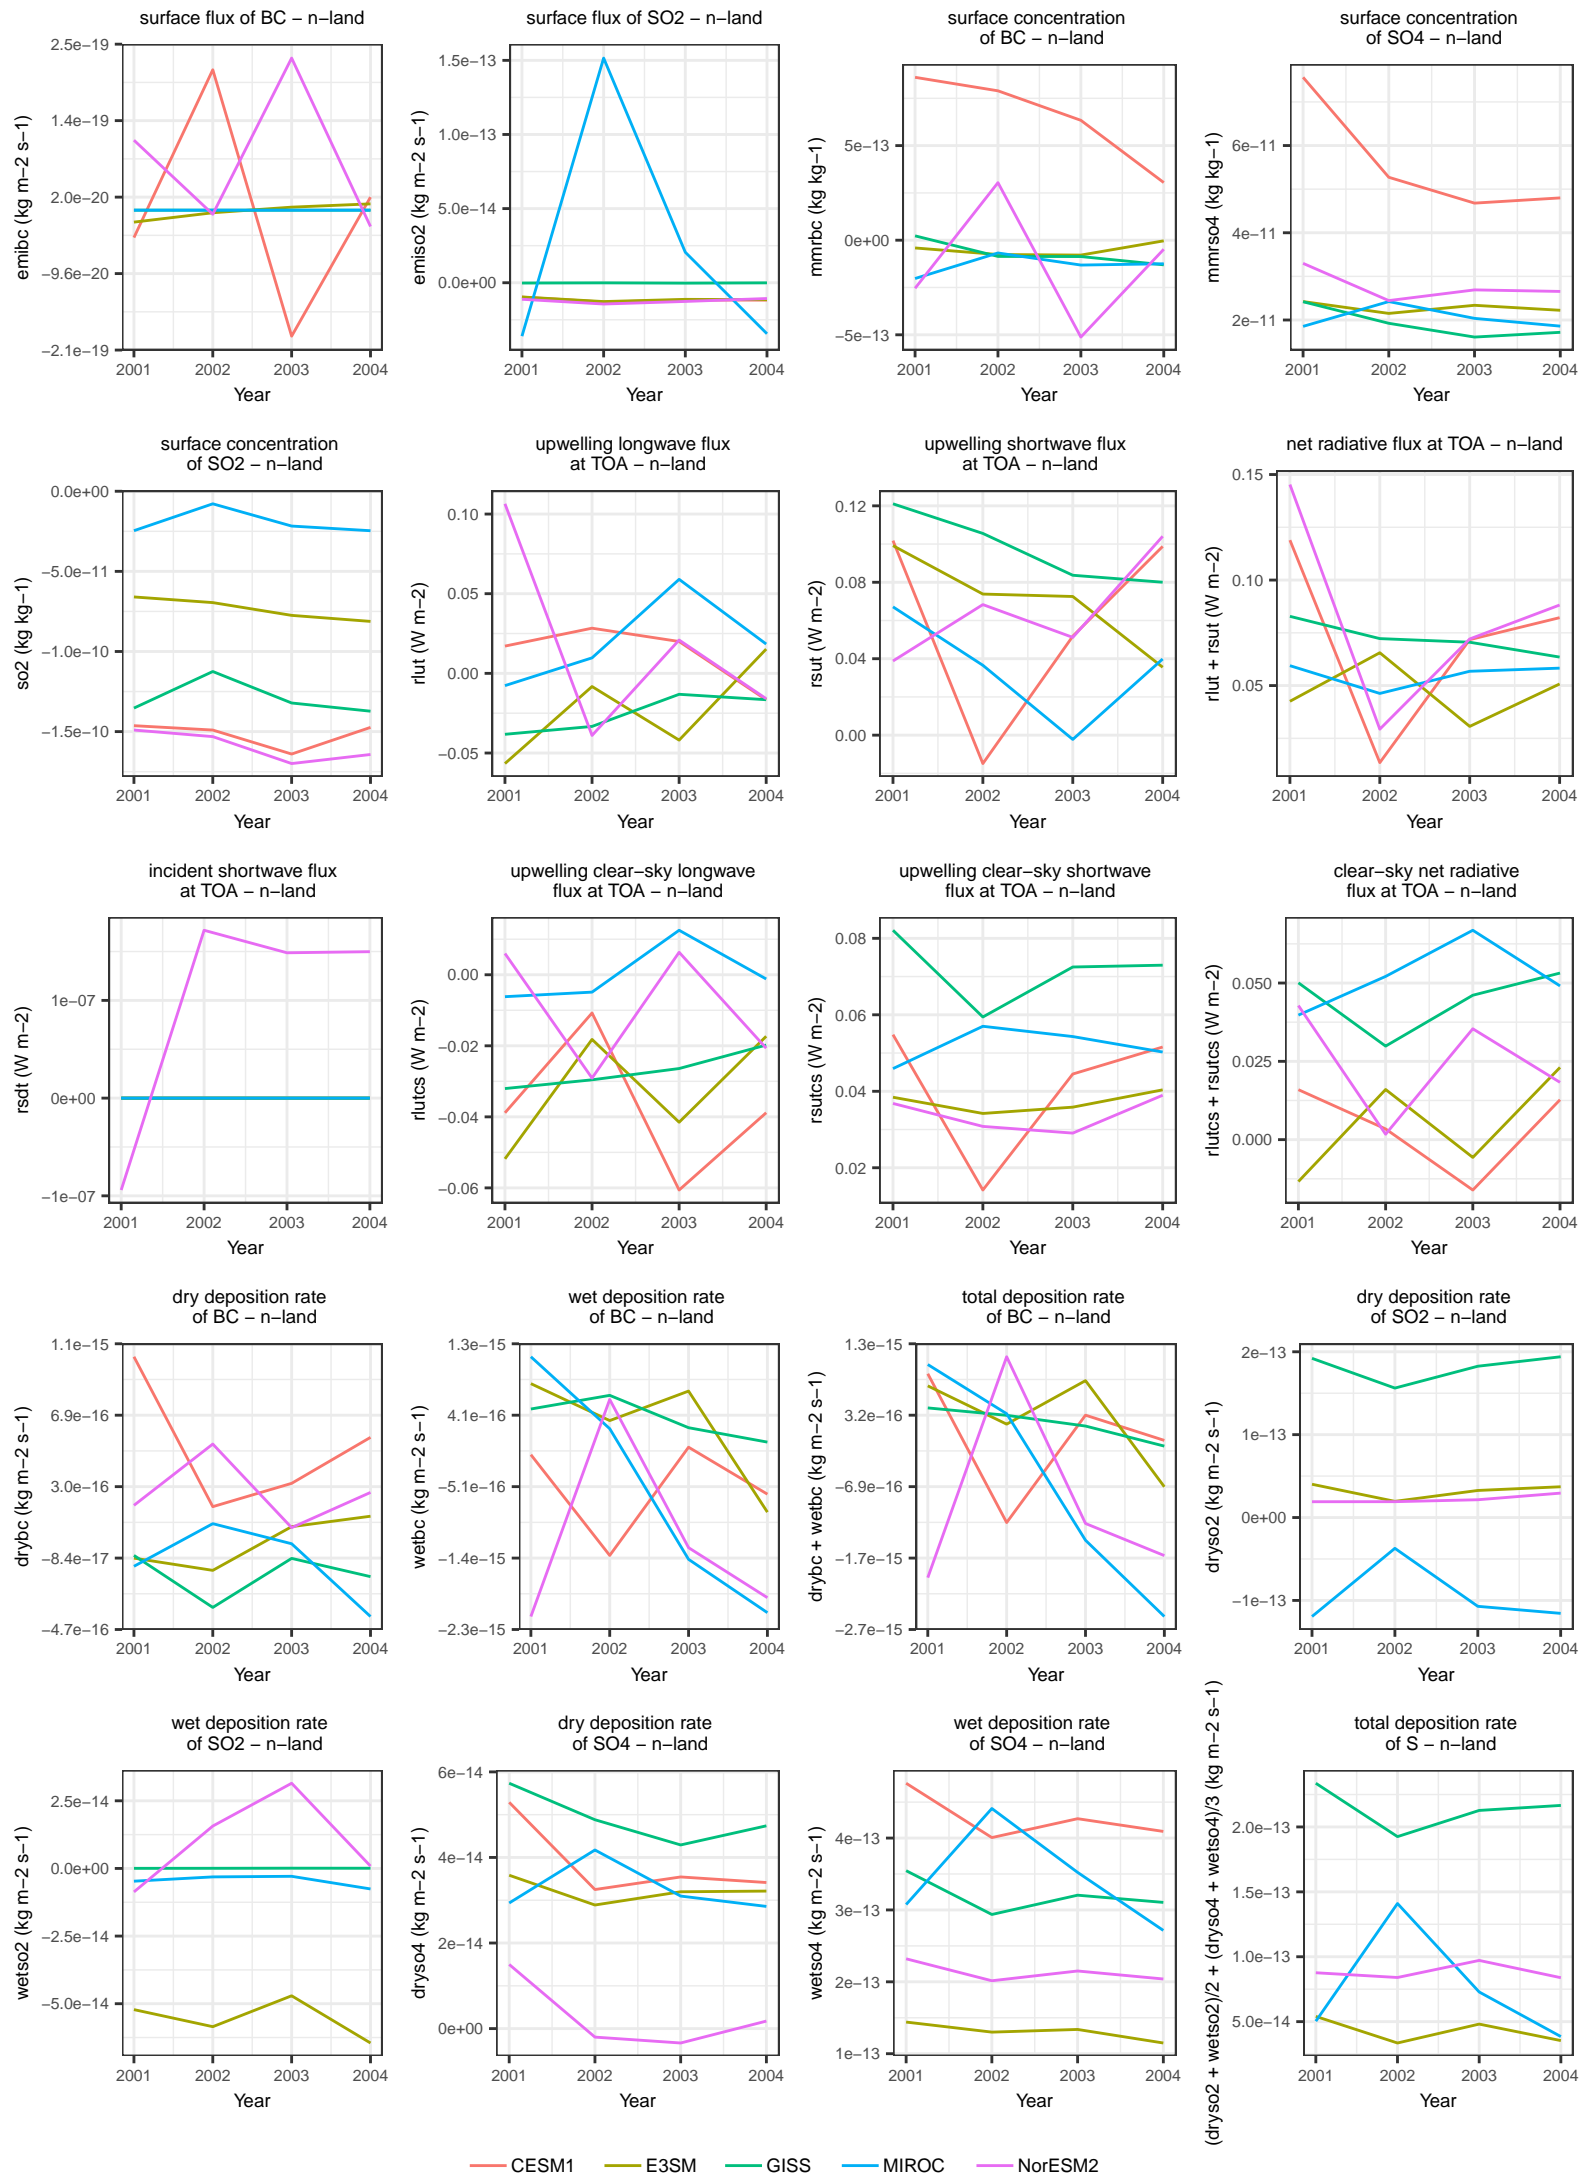 surface flux of BC − n−land
emibc (kg m−2 s−1)
2.5e−19
1.4e−19
2.0e−20
−9.6e−20
−2.1e−19
2001 2002 2003 2004
Year
surface flux of SO2 − n−land
emiso2 (kg m−2 s−1)
1.5e−13
1.0e−13
5.0e−14
0.0e+00
2001 2002 2003 2004
Year
surface concentration
of BC − n−land
mmrbc (kg kg−1)
5e−13
0e+00
−5e−13
2001 2002 2003 2004
Year
surface concentration
of SO4 − n−land
mmrso4 (kg kg−1)
6e−11
4e−11
2e−11
2001 2002 2003 2004
Year
surface concentration
of SO2 − n−land
so2 (kg kg−1)
0.0e+00
−5.0e−11
−1.0e−10
−1.5e−10
2001 2002 2003 2004
Year
upwelling longwave flux
at TOA − n−land
rlut (W m−2)
0.10
0.05
0.00
−0.05
2001 2002 2003 2004
Year
upwelling shortwave flux
at TOA − n−land
rsut (W m−2)
0.12
0.08
0.04
0.00
2001 2002 2003 2004
Year
net radiative flux at TOA − n−land
rlut + rsut (W m−2)
0.15
0.10
0.05
2001 2002 2003 2004
Year
incident shortwave flux
at TOA − n−land
rsdt (W m−2)
1e−07
0e+00
−1e−07
2001 2002 2003 2004
Year
upwelling clear−sky longwave
flux at TOA − n−land
rlutcs (W m−2)
0.00
−0.02
−0.04
−0.06
2001 2002 2003 2004
Year
upwelling clear−sky shortwave
flux at TOA − n−land
rsutcs (W m−2)
0.08
0.06
0.04
0.02
2001 2002 2003 2004
Year
clear−sky net radiative
flux at TOA − n−land
rlutcs + rsutcs (W m−2)
0.050
0.025
0.000
2001 2002 2003 2004
Year
dry deposition rate
of BC − n−land
drybc (kg m−2 s−1)
1.1e−15
6.9e−16
3.0e−16
−8.4e−17
−4.7e−16
2001 2002 2003 2004
Year
wet deposition rate
of BC − n−land
wetbc (kg m−2 s−1)
1.3e−15
4.1e−16
−5.1e−16
−1.4e−15
−2.3e−15
2001 2002 2003 2004
Year
total deposition rate
of BC − n−land
drybc + wetbc (kg m−2 s−1)
1.3e−15
3.2e−16
−6.9e−16
−1.7e−15
−2.7e−15
2001 2002 2003 2004
Year
dry deposition rate
of SO2 − n−land
dryso2 (kg m−2 s−1)
2e−13
1e−13
0e+00
−1e−13
2001 2002 2003 2004
Year
wet deposition rate
of SO2 − n−land
wetso2 (kg m−2 s−1)
2.5e−14
0.0e+00
−2.5e−14
−5.0e−14
2001 2002 2003 2004
Year
dry deposition rate
of SO4 − n−land
dryso4 (kg m−2 s−1)
6e−14
4e−14
2e−14
0e+00
2001 2002 2003 2004
Year
wet deposition rate
of SO4 − n−land
wetso4 (kg m−2 s−1)
4e−13
3e−13
2e−13
1e−13
2001 2002 2003 2004
Year
total deposition rate
of S − n−land
(dryso2 + wetso2)/2 + (dryso4 + wetso4)/3 (kg m−2 s−1)
2.0e−13
1.5e−13
1.0e−13
5.0e−14
2001 2002 2003 2004
Year
CESM1 E3SM GISS MIROC NorESM2